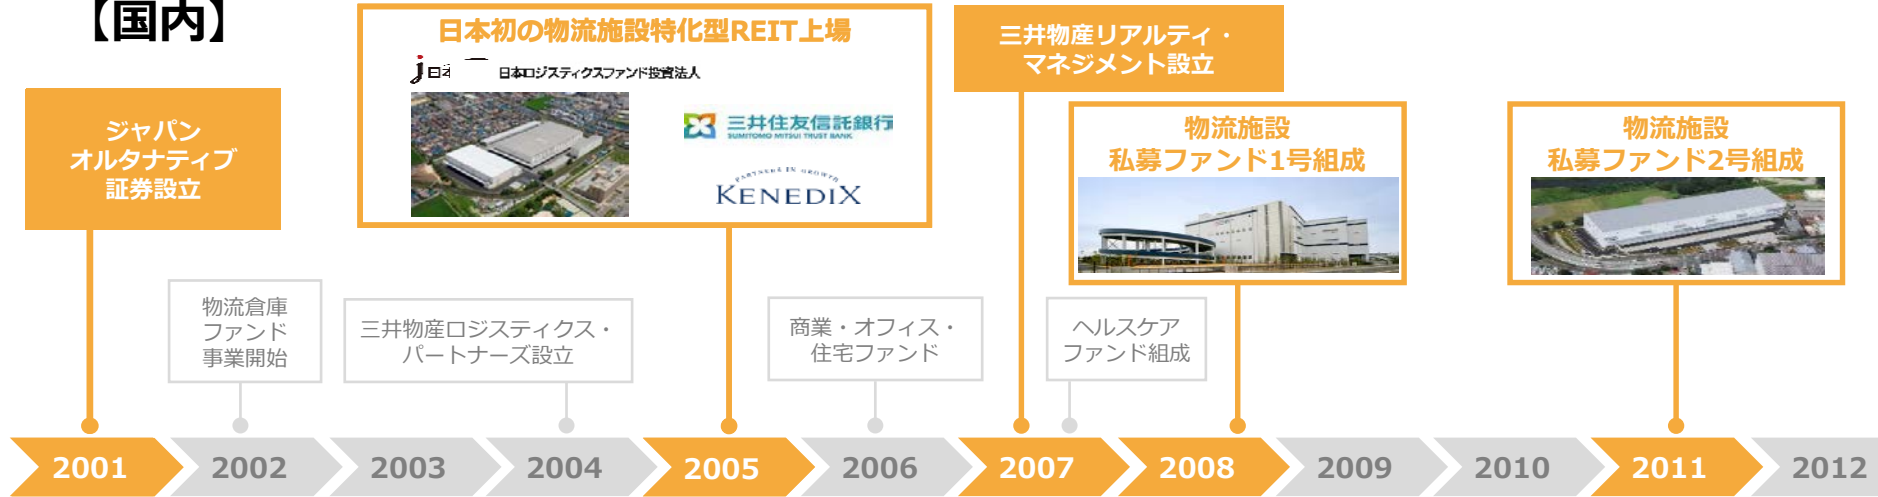 【国内】
ジャパン
オルタナティブ
証券設立
物流倉庫
ファンド
事業開始
三井物産ロジスティクス・
パートナーズ設立
日本初の物流施設特化型REIT上場
日本ロジスティクスファンド投資法人
三井住友信託銀行
SUMITOMO MITSUI TRUST BANK
PARTNERS IN GROWTH
KENEDIX
商業・オフィス・
住宅ファンド
三井物産リアルティ・
マネジメント設立
ヘルスケア
ファンド組成
物流施設
私募ファンド1号組成
物流施設
私募ファンド2号組成
2001
2002
2003
2004
2005
2006
2007
2008
2009
2010
2011
2012